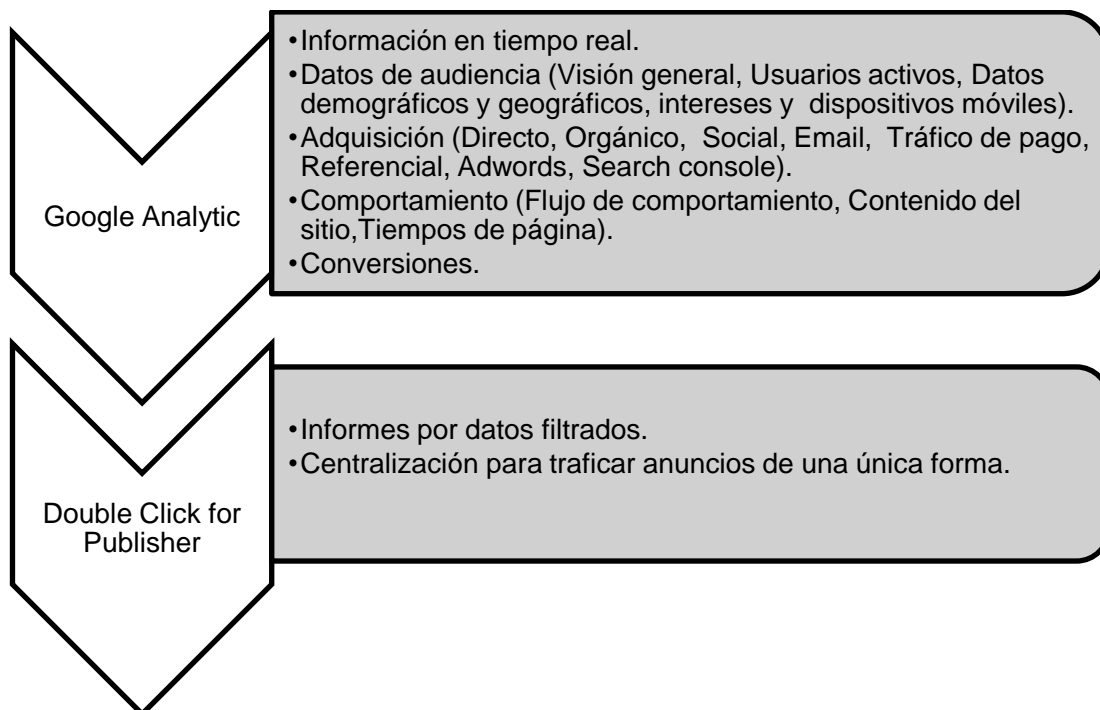 •Información en tiempo real.
•Datos de audiencia (Visión general, Usuarios activos, Datos
demográficos y geográficos, intereses y  dispositivos móviles).
•Adquisición (Directo, Orgánico,  Social, Email,  Tráfico de pago,
Referencial, Adwords, Search console).
•Comportamiento (Flujo de comportamiento, Contenido del
sitio,Tiempos de página).
•Conversiones.
Google Analytic
•Informes por datos filtrados.
•Centralización para traficar anuncios de una única forma.
Double Click for
Publisher